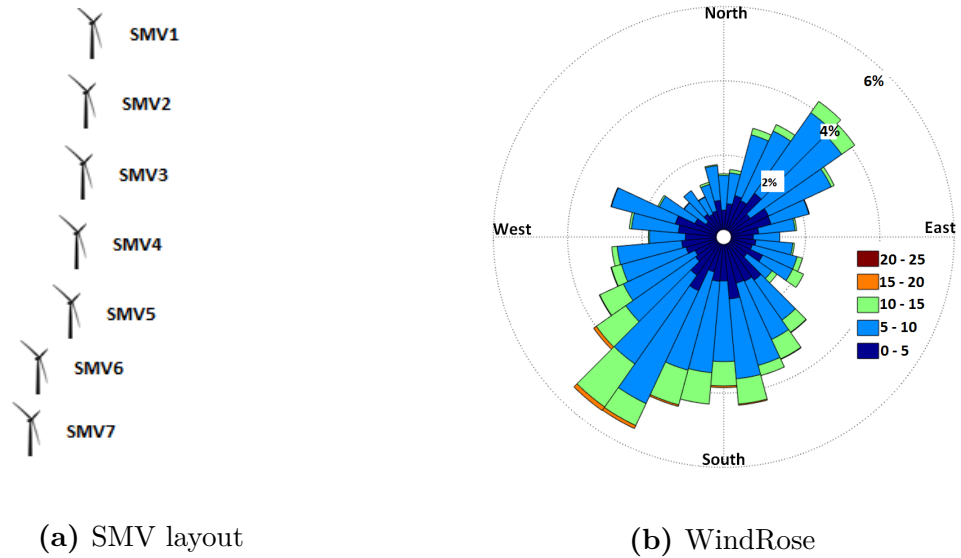 SMV1
SMV2
SMV3
SMV4
SMV5
SMV6
SMV7
(a) SMV layout
North
6%
4%
2%
West
East
20 - 25
15 - 20
10 - 15
5 - 10
0 - 5
South
(b) WindRose